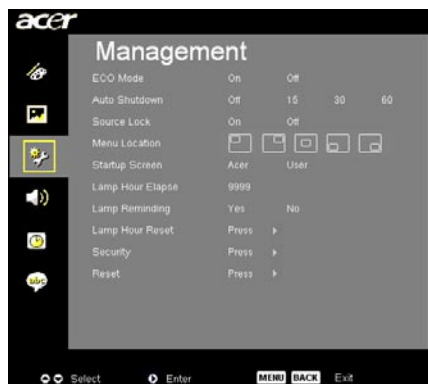 acer
Management
ECO Mode On Off
Auto Shutdown Off 15 30 60
Source Lock On Off
Menu Location
Startup Screen Acer User
Lamp Hour Elapse 9999
Lamp Reminding Yes No
Lamp Hour Reset Press
Security Press
Reset Press
abc
Select Enter MENU BACK Exit